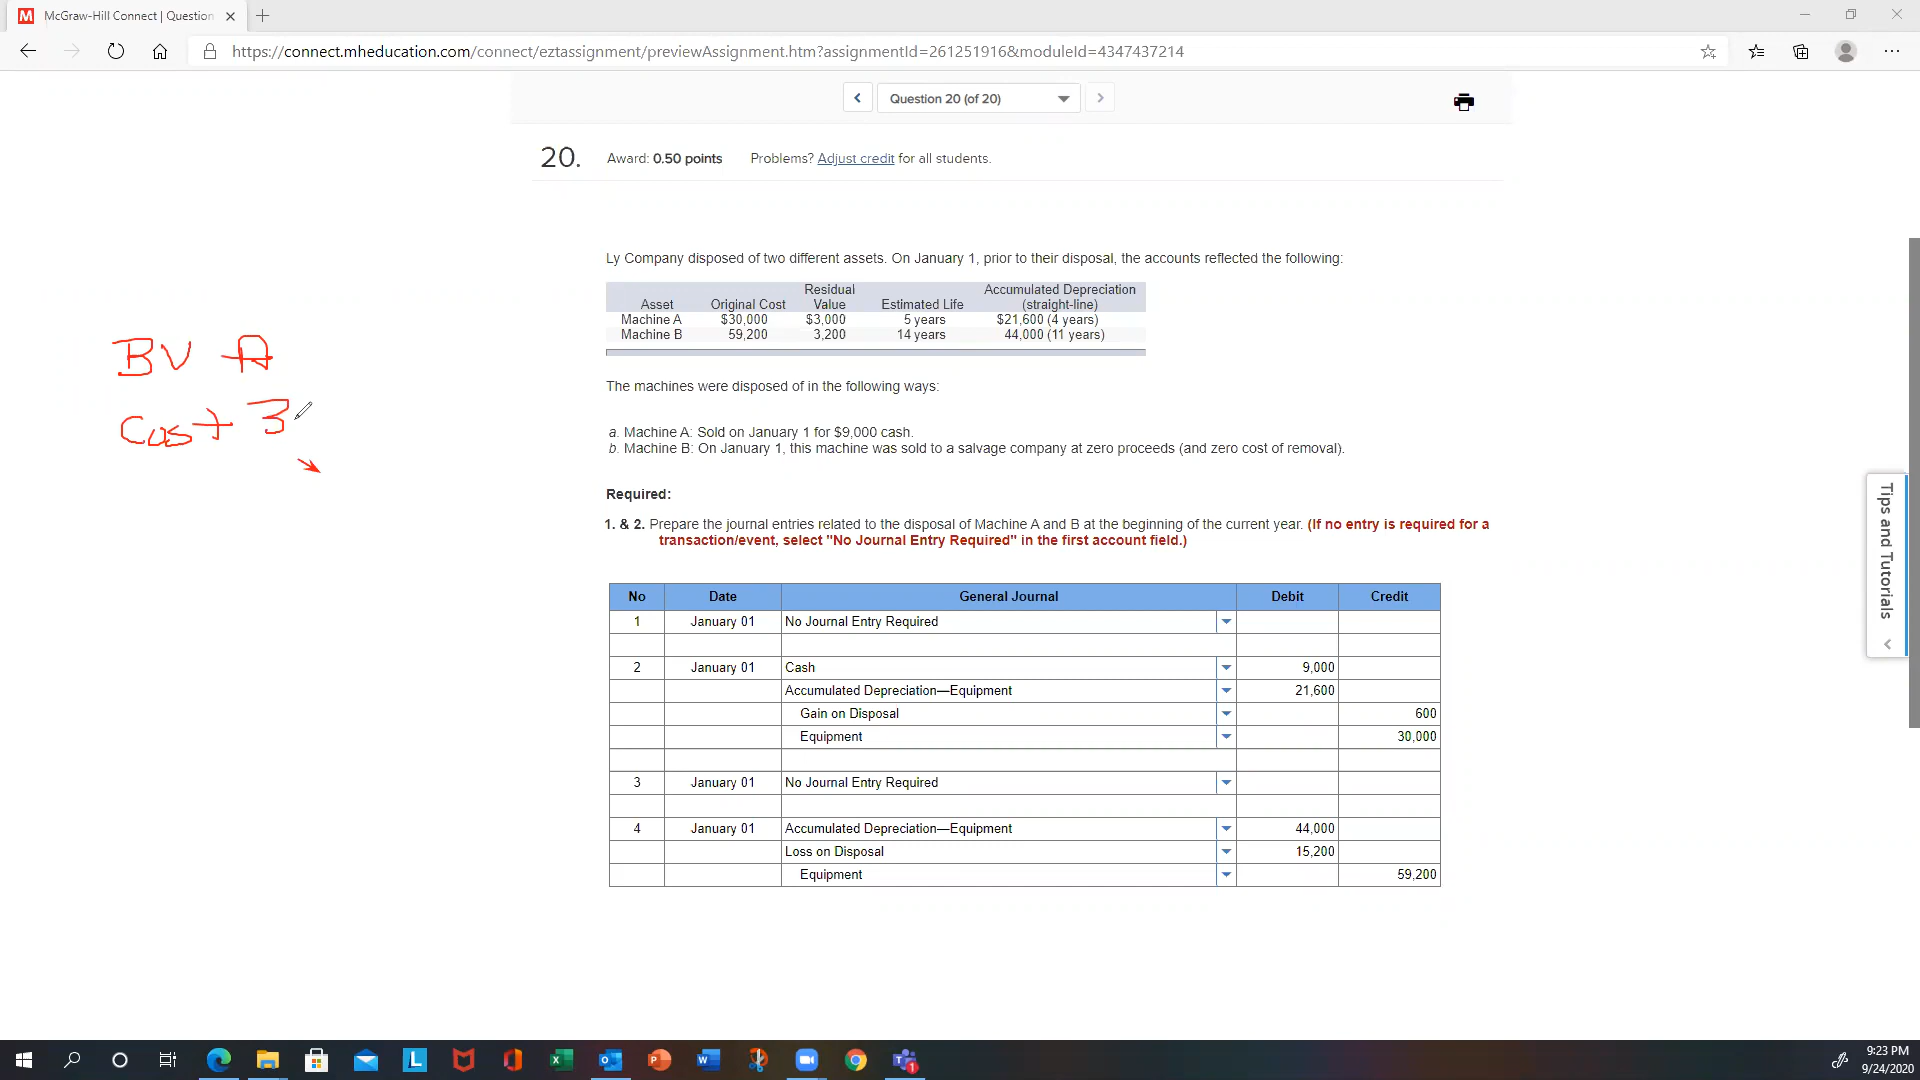 McGraw-Hill Connect | Question
https://connect.mheducation.com/connect/eztassignment/previewAssignment.htm?assignmentId=261251916&moduleId=4347437214
Question 20 (of 20)
20. Award: 0.50 points Problems? Adjust credit for all students.
Ly Company disposed of two different assets. On January 1, prior to their disposal, the accounts reflected the following:
Residual Accumulated Depreciation
Asset Original Cost Value Estimated Life (straight-line)
Machine A $30,000 $3,000 5 years $21,600 (4 years)
Machine B 59,200 3,200 14 years 44,000 (11 years)
BV A
Cost 3
The machines were disposed of in the following ways:
a. Machine A: Sold on January 1 for $9,000 cash.
b. Machine B: On January 1, this machine was sold to a salvage company at zero proceeds (and zero cost of removal).
Required:
1. & 2. Prepare the journal entries related to the disposal of Machine A and B at the beginning of the current year. (If no entry is required for a
transaction/event, select "No Journal Entry Required" in the first account field.)
No Date General Journal Debit Credit
1 January 01 No Journal Entry Required
2 January 01 Cash 9,000
Accumulated Depreciation—Equipment 21,600
Gain on Disposal 600
Equipment 30,000
3 January 01 No Journal Entry Required
4 January 01 Accumulated Depreciation—Equipment 44,000
Loss on Disposal 15,200
Equipment 59,200
Tips and Tutorials
9:23 PM
9/24/2020